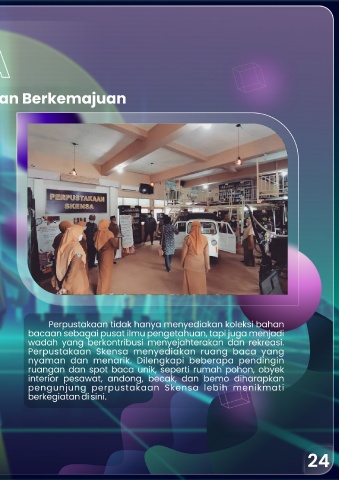 A
an Berkemajuan
PERPUSTAKAAN
SKENSA
Perpustakaan tidak hanya menyediakan koleksi bahan
bacaan sebagai pusat ilmu pengetahuan, tapi juga menjadi
wadah yang berkontribusi menyejahterakan dan rekreasi.
Perpustakaan Skensa menyediakan ruang baca yang
nyaman dan menarik. Dilengkapi beberapa pendingin
ruangan dan spot baca unik, seperti rumah pohon, obyek
interior pesawat, andong, becak, dan bemo diharapkan
pengunjung perpustakaan Skensa lebih menikmati
berkegiatan di sini.
24